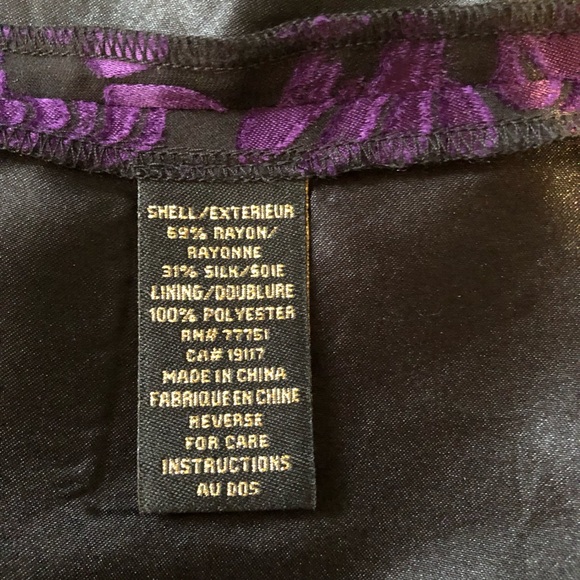 SHELL/EXTERIEUR
69% RAYON/
RAYONNE
31% SILK/SOIE
LINING/DOUBLURE
100% POLYESTER
RN# 77751
CA# 19117
MADE IN CHINA
FABRIQUE EN CHINE
REVERSE
FOR CARE
INSTRUCTIONS
AU DOS